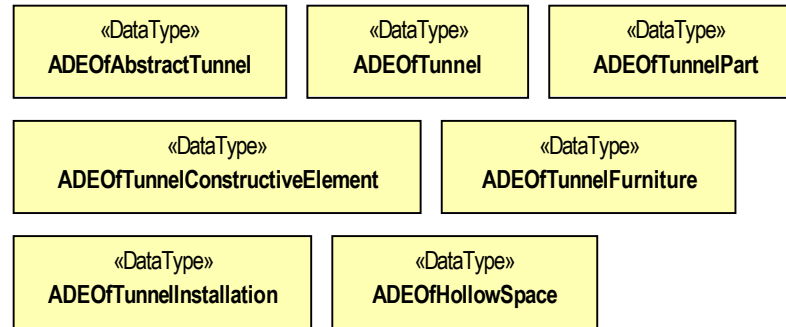 «DataType»
ADEOfAbstractTunnel
«DataType»
ADEOfTunnel
«DataType»
ADEOfTunnelPart
«DataType»
ADEOfTunnelConstructiveElement
«DataType»
ADEOfTunnelFurniture
«DataType»
ADEOfTunnelInstallation
«DataType»
ADEOfHollowSpace